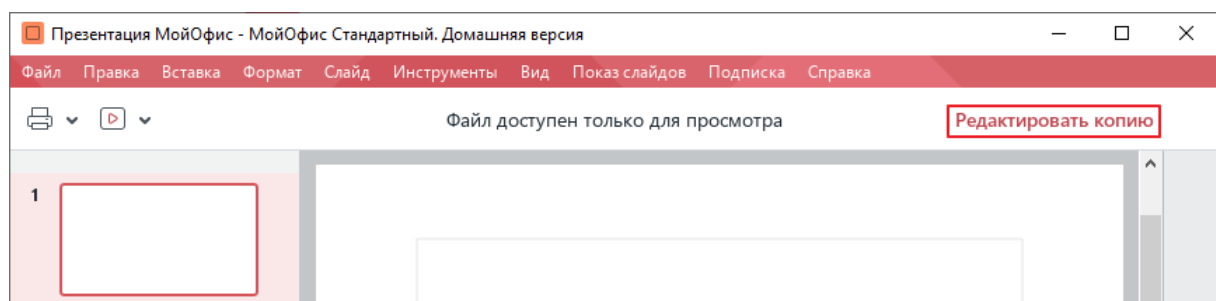 Презентация МойОфис - МойОфис Стандартный. Домашняя версия
Файл Правка Вставка Формат Слайд Инструменты Вид Показ слайдов Подписка Справка
Файл доступен только для просмотра Редактировать копию
1